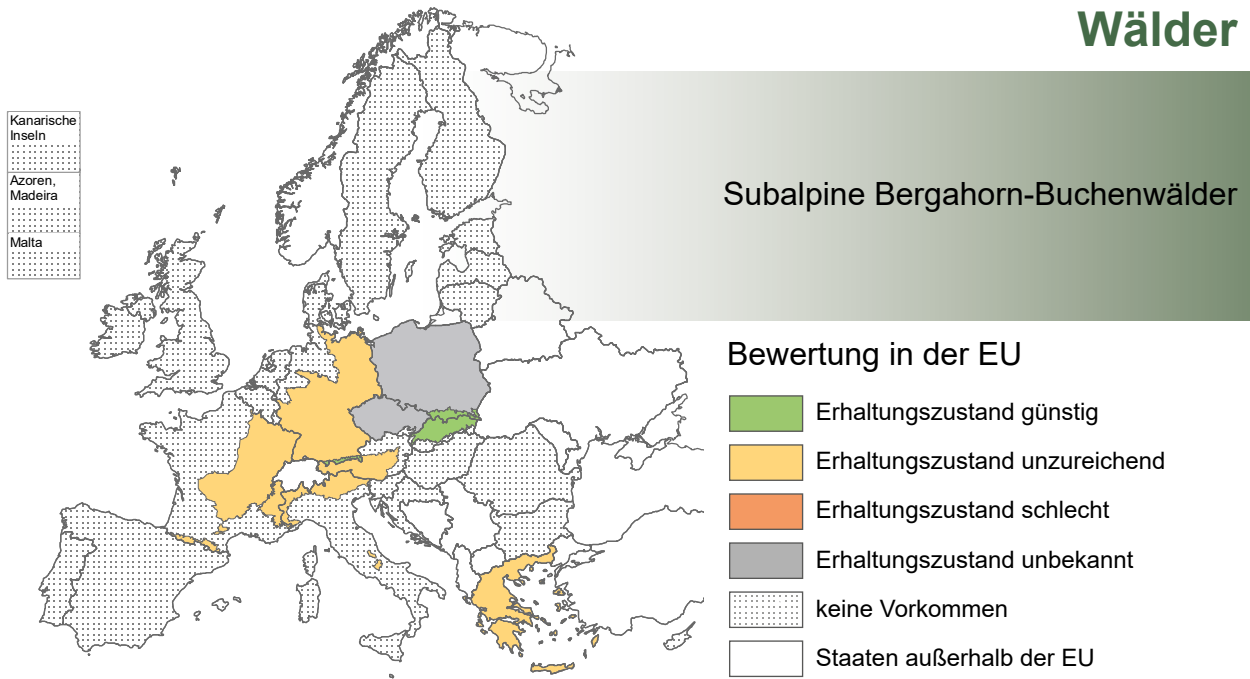 Wälder
Kanarische
Inseln
Azoren,
Madeira
Malta
Subalpine Bergahorn-Buchenwälder
Bewertung in der EU
Erhaltungszustand günstig
Erhaltungszustand unzureichend
Erhaltungszustand schlecht
Erhaltungszustand unbekannt
keine Vorkommen
Staaten außerhalb der EU